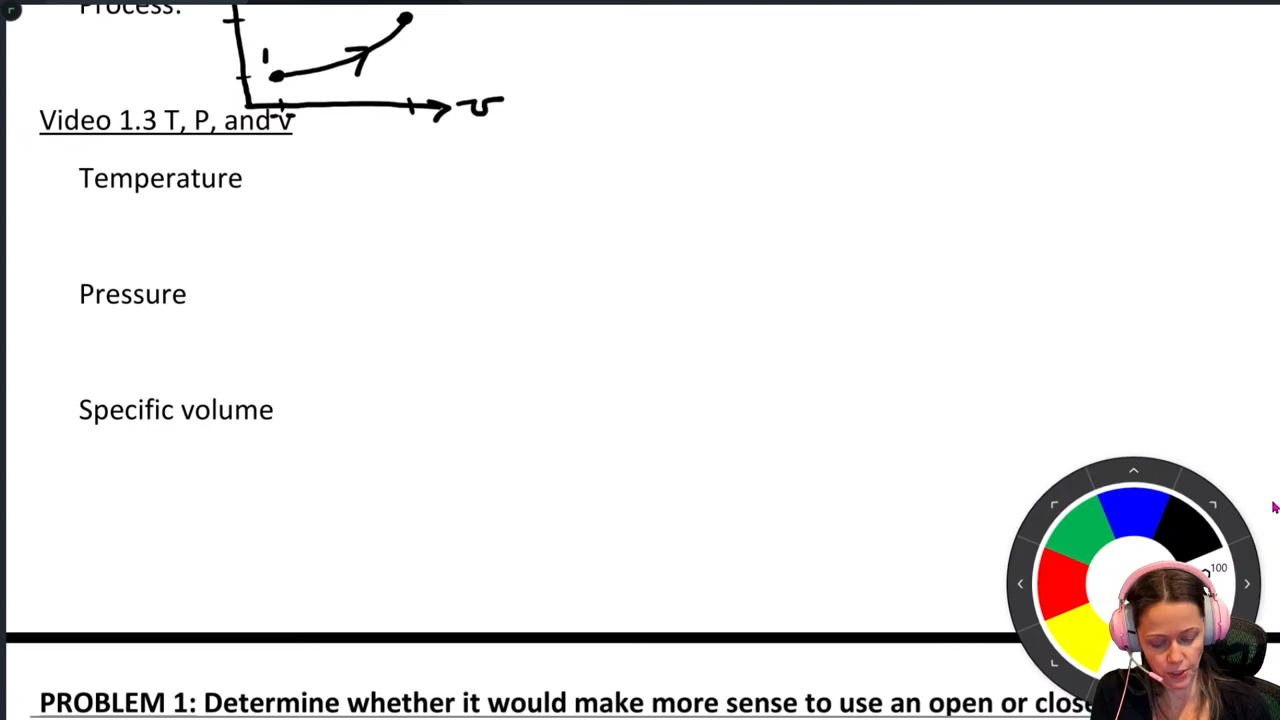 Process:
1
v
Video 1.3 T, P, and v
Temperature
Pressure
Specific volume
100
PROBLEM 1: Determine whether it would make more sense to use an open or